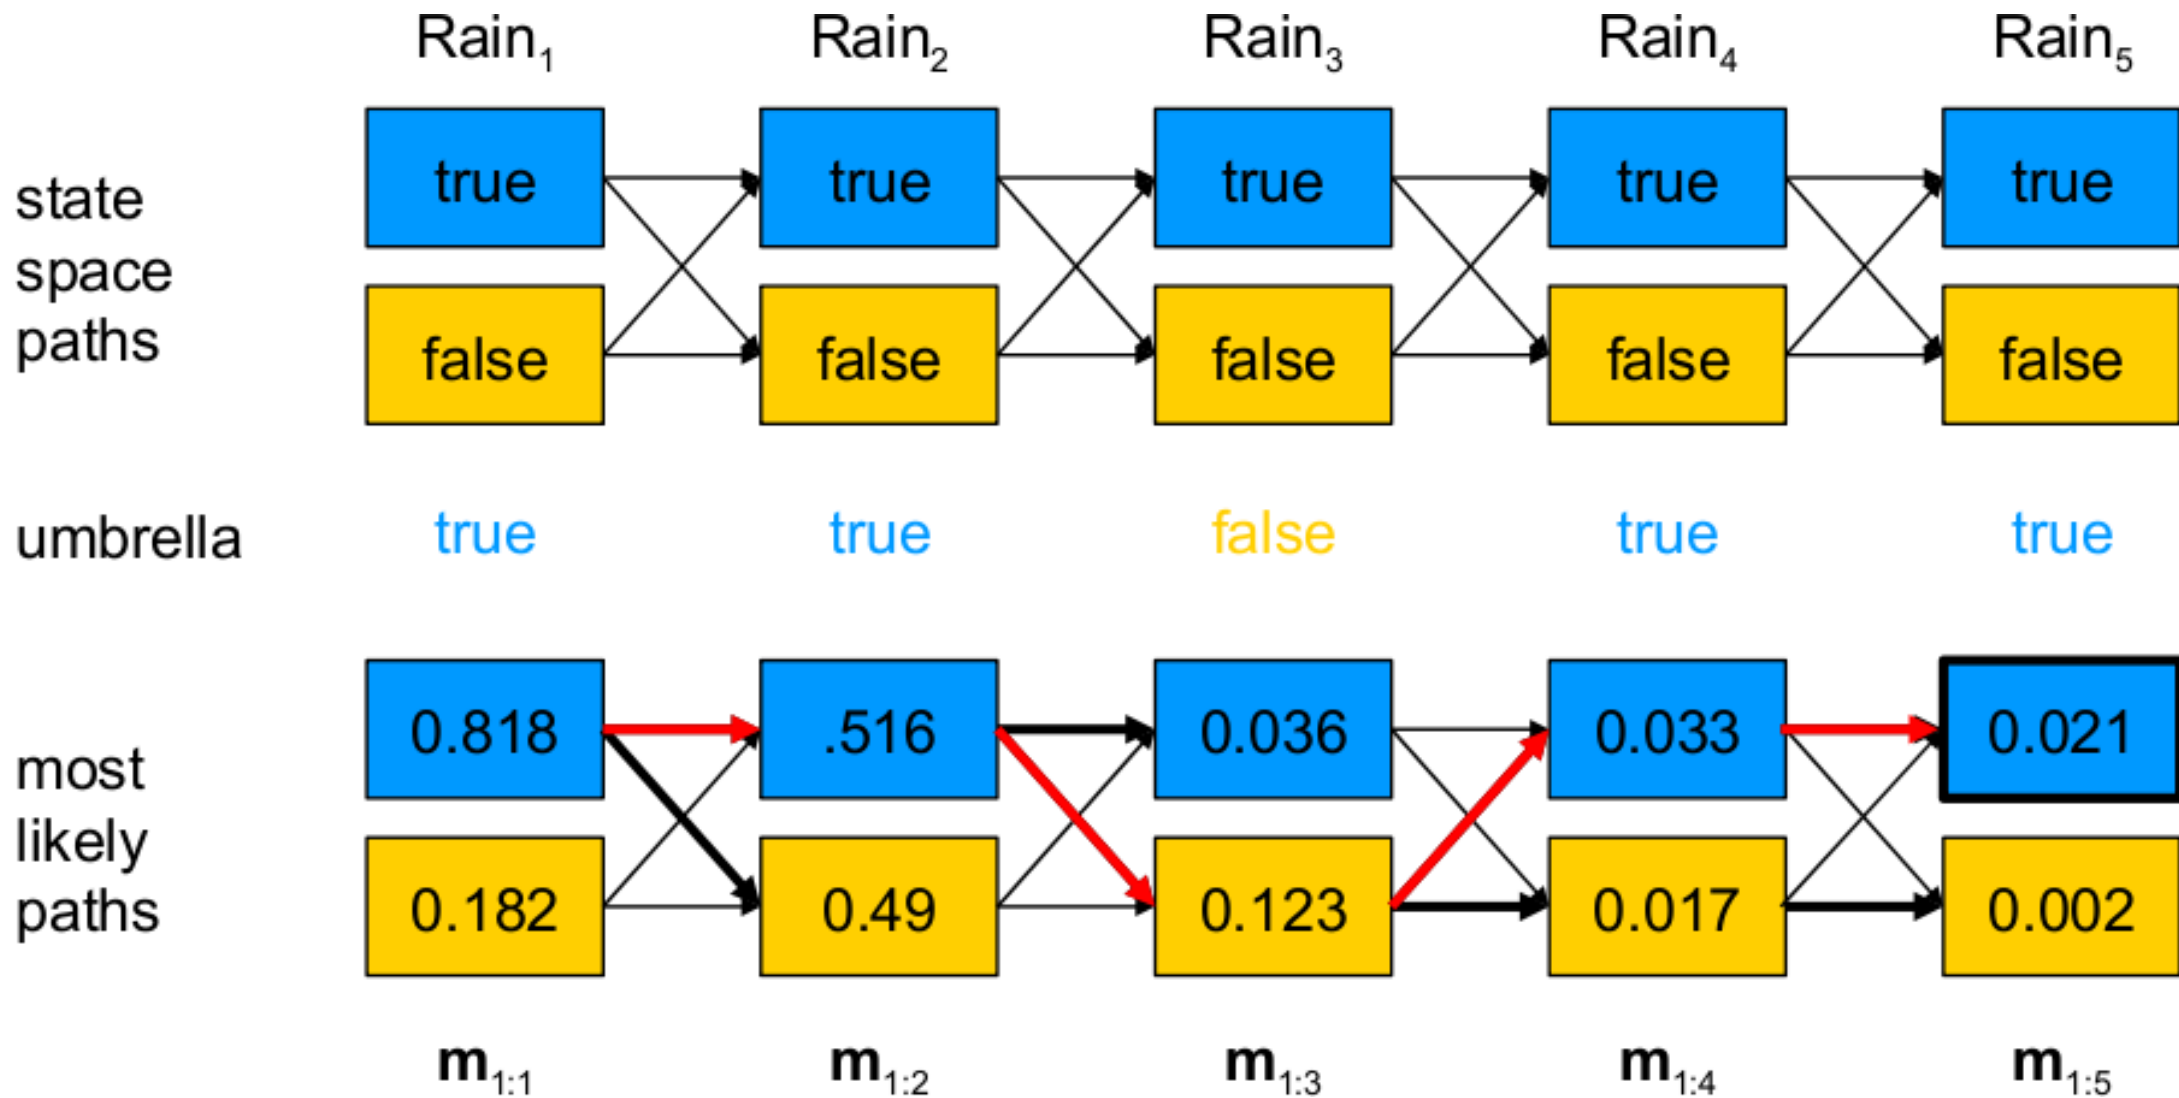 Rain1 Rain2 Rain3 Rain4 Rain5
state
space
paths
true true true true true
false false false false false
umbrella true true false true true
most
likely
paths
0.818 .516 0.036 0.033 0.021
0.182 0.49 0.123 0.017 0.002
m1:1 m1:2 m1:3 m1:4 m1:5